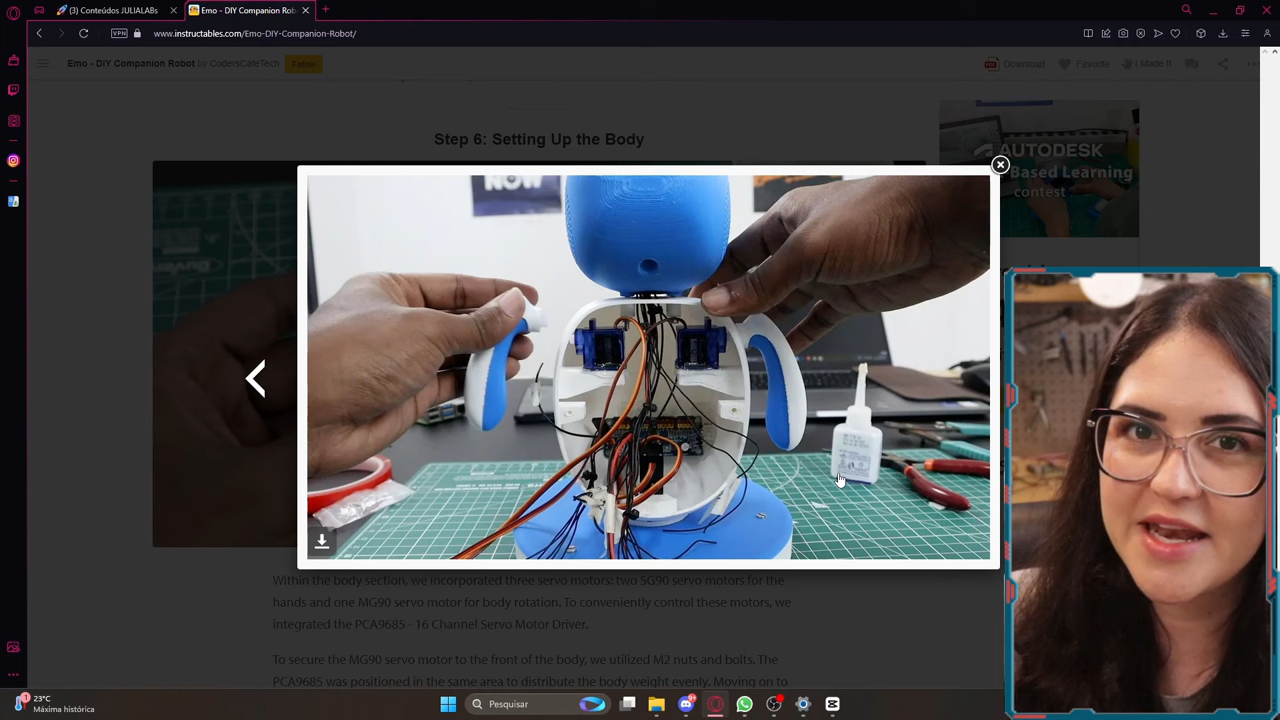 (3) Conteúdos JULIALABs
Emo - DIY Companion Rob
VPN
www.instructables.com/Emo-DIY-Companion-Robot/
Emo - DIY Companion Robot by CodersCafeTech
Follow
PDF
Download
Favorite
I Made It
Step 6: Setting Up the Body
AUTODESK
Based Learning
contest
NOW
Within the body section, we incorporated three servo motors: two SG90 servo motors for the
hands and one MG90 servo motor for body rotation. To conveniently control these motors, we
integrated the PCA9685 - 16 Channel Servo Motor Driver.
To secure the MG90 servo motor to the front of the body, we utilized M2 nuts and bolts. The
PCA9685 was positioned in the same area to distribute the body weight evenly. Moving on to
1
23°C
Máxima histórica
Pesquisar
9+